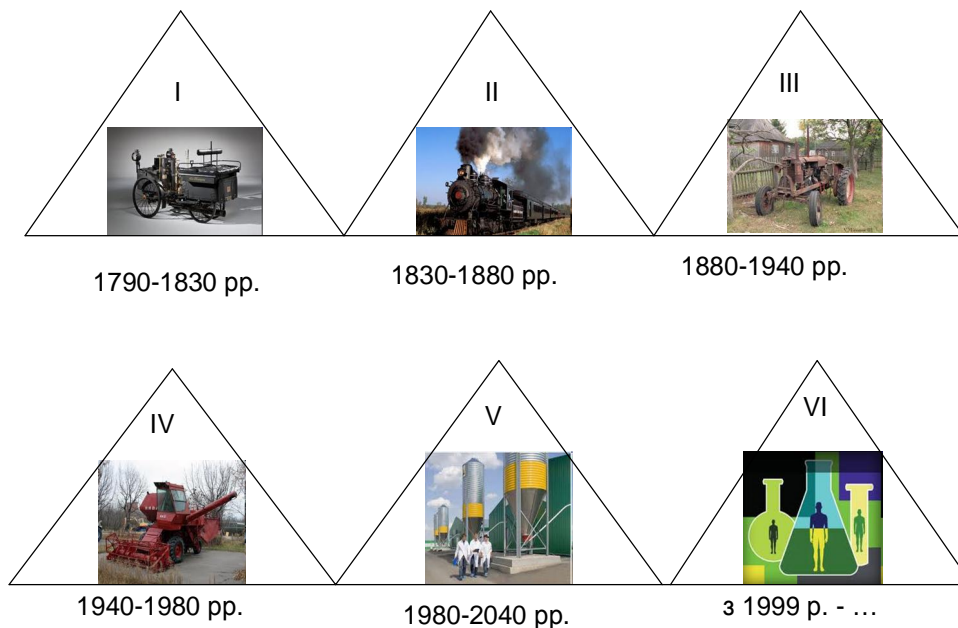 I
II
III
1790-1830 рр.
1830-1880 рр.
1880-1940 рр.
IV
V
VI
1940-1980 рр.
1980-2040 рр.
з 1999 р. - ...